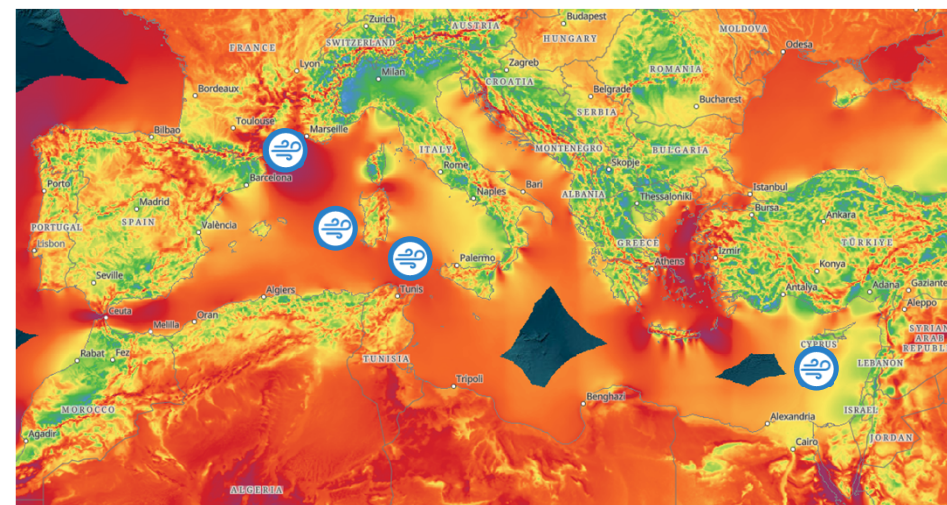 Zurich
AUSTRIA
Budapest
MOLDOVA
FRANCE
SWITZERLAND
HUNGARY
Odesa
Lyon
Milan
Zagreb
CROATIA
ROMANIA
Bordeaux
Belgrade
Bucharest
SERBIA
Toulouse
Marseille
Bilbao
ITALY
MONTENEGRO
BULGARIA
Rome
Skopje
Barcelona
Porto
Naples
Bari
ALBANIA
Thessaloniki
Istanbul
Madrid
Bursa
Ankara
PORTUGAL
SPAIN
València
Lisbon
GREECE
Izmir
TÜRKIYE
Palermo
Athens
Konya
Seville
Antalya
Adana
Gaziante
Algiers
Tunis
Aleppo
Ceuta
Oran
Melilla
SYRIAN
ARAB
REPUBL
Rabat
Fez
TUNISIA
CYPRUS
LEBANON
Tripoli
Benghazi
MOROCCO
Alexandria
ISRAEL
Agadir
Cairo
JORDAN
ALGERIA